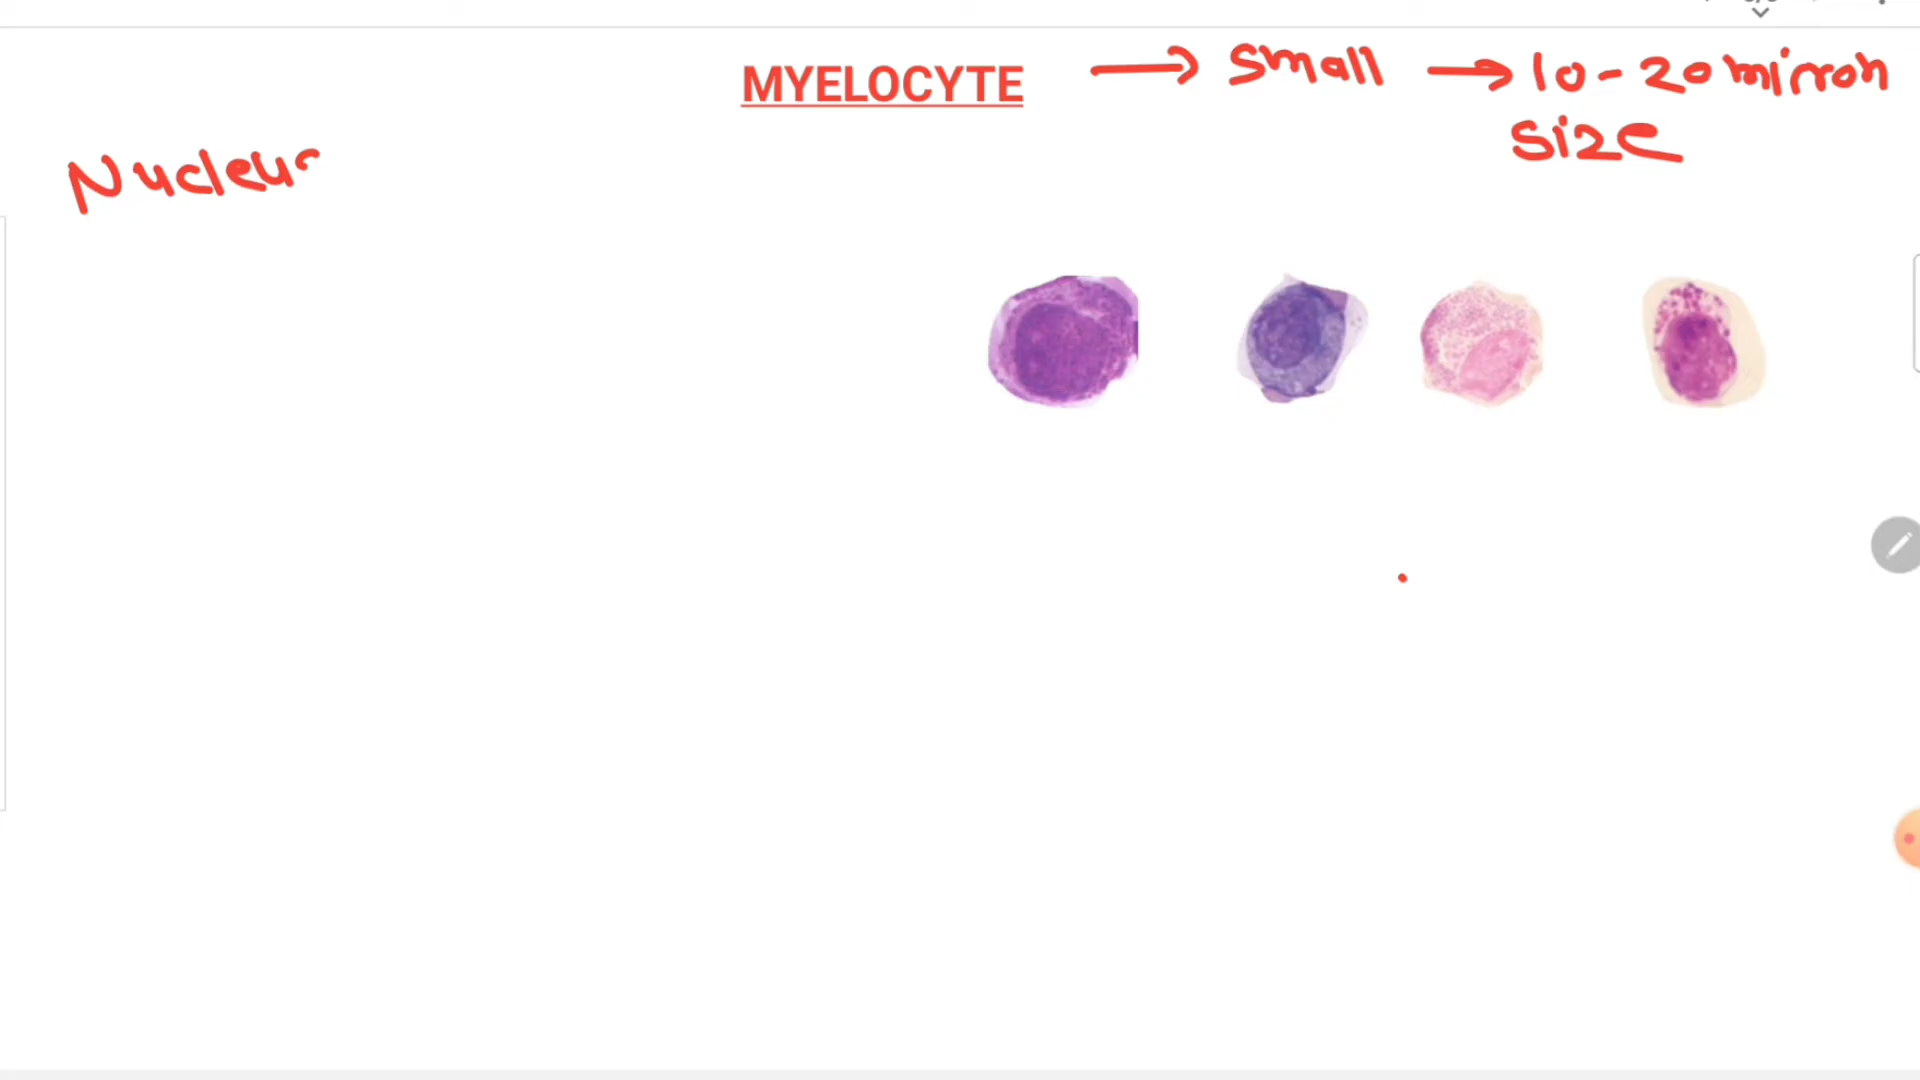 MYELOCYTE → small → 10-20 micron
size
Nucleus